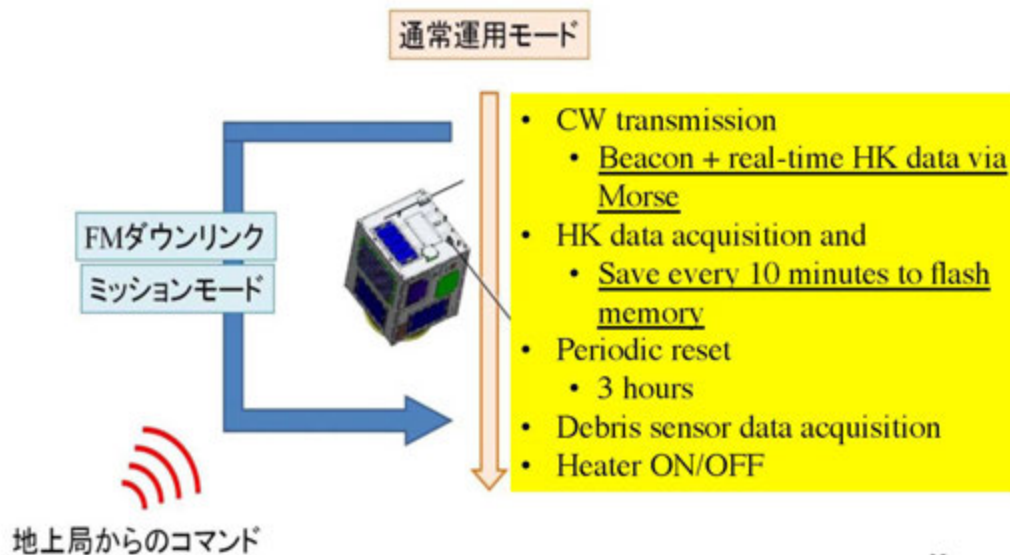 通常運用モード
• CW transmission
• Beacon + real-time HK data via
Morse
• HK data acquisition and
• Save every 10 minutes to flash
memory
• Periodic reset
• 3 hours
• Debris sensor data acquisition
• Heater ON/OFF
FMダウンリンク
ミッションモード
地上局からのコマンド